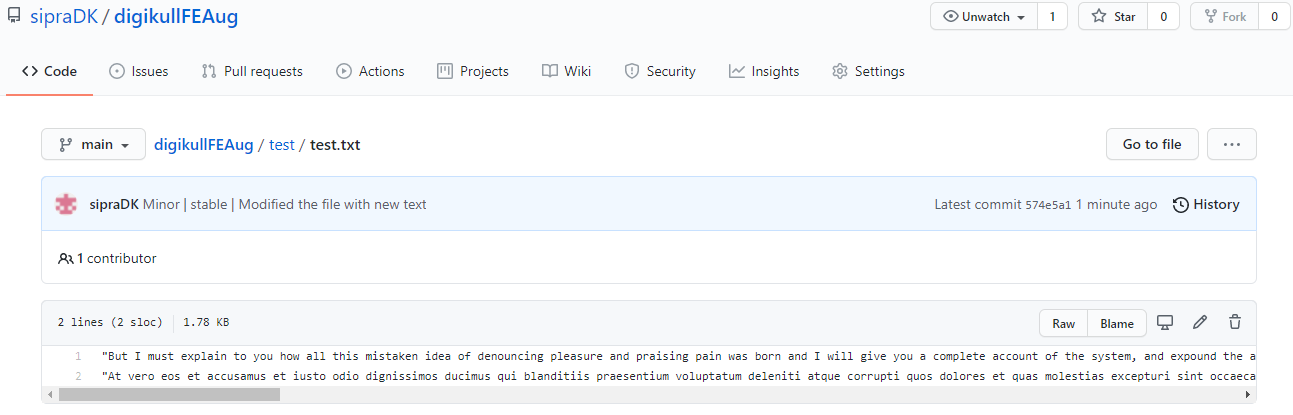 sipraDK / digikullFEAug Unwatch 1 Star 0 Fork 0
Code Issues Pull requests Actions Projects Wiki Security Insights Settings
main digikullFEAug / test / test.txt Go to file ...
sipraDK Minor | stable | Modified the file with new text Latest commit 574e5a1 1 minute ago History
1 contributor
2 lines (2 sloc) 1.78 KB Raw Blame
1 "But I must explain to you how all this mistaken idea of denouncing pleasure and praising pain was born and I will give you a complete account of the system, and expound the a
2 "At vero eos et accusamus et iusto odio dignissimos ducimus qui blanditiis praesentium voluptatum deleniti atque corrupti quos dolores et quas molestias excepturi sint occaeca